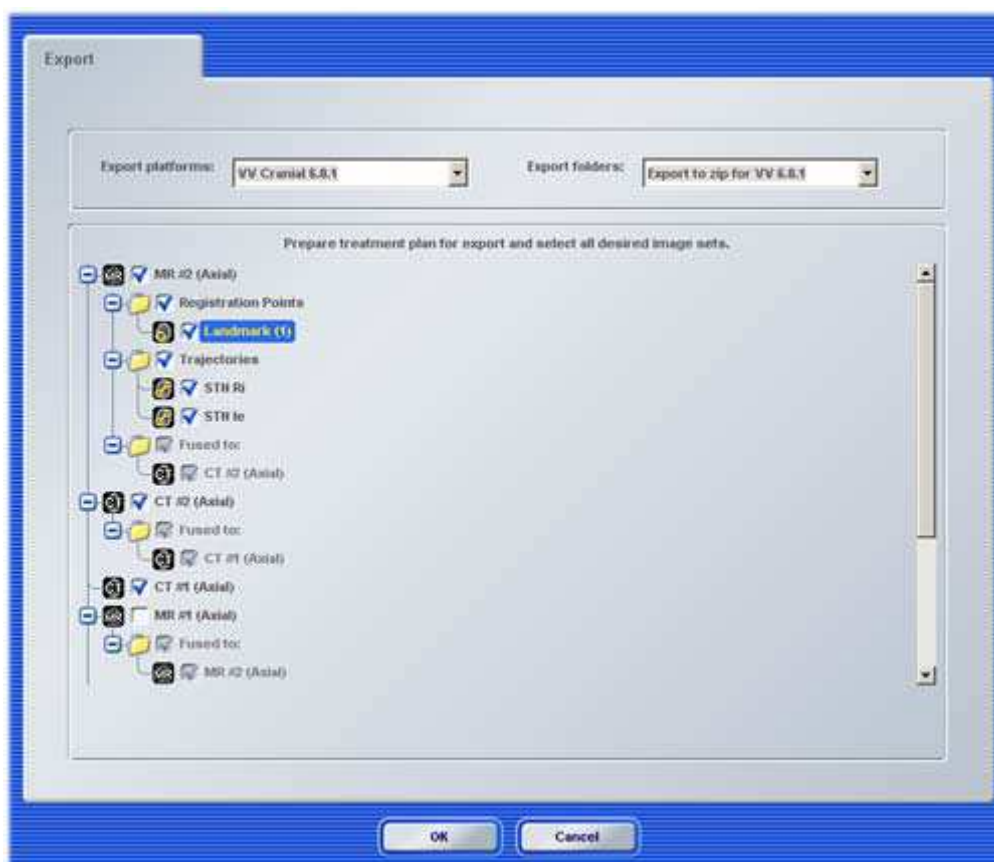 Export
Export platforms: VV Cranial 6.8.1 Export folders: Export to zip for VV 6.8.1
Prepare treatment plan for export and select all desired image sets.
MR #2 (Axial)
Registration Points
Landmark (1)
Trajectories
STN Ri
STN le
Fused to:
CT #2 (Axial)
CT #2 (Axial)
Fused to:
CT #1 (Axial)
CT #1 (Axial)
MR #1 (Axial)
Fused to:
MR #2 (Axial)
OK Cancel